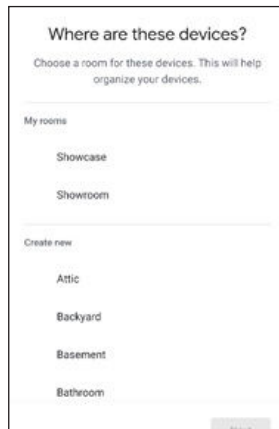 Where are these devices?
Choose a room for these devices. This will help
organize your devices.
My rooms
Showcase
Showroom
Create new
Attic
Backyard
Basement
Bathroom